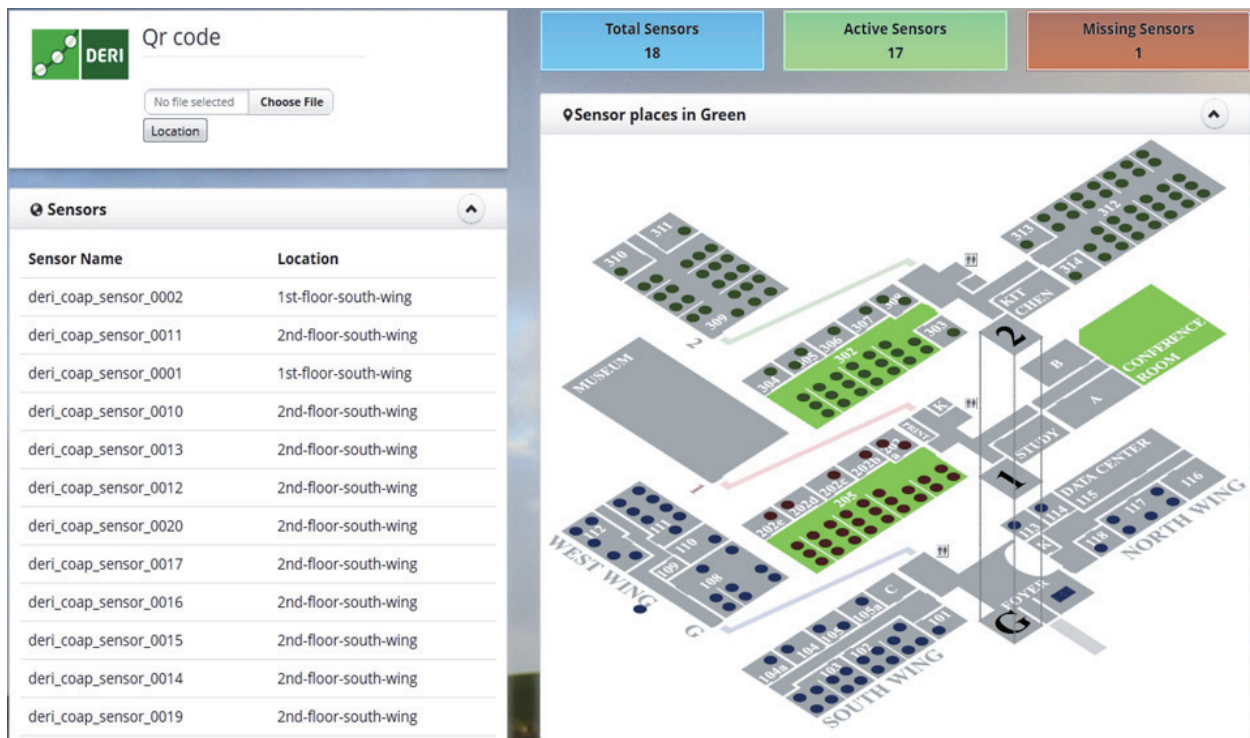 DERI
Qr code
No file selected
Choose File
Location
Sensors
Sensor Name Location
deri_coap_sensor_0002 1st-floor-south-wing
deri_coap_sensor_0011 2nd-floor-south-wing
deri_coap_sensor_0001 1st-floor-south-wing
deri_coap_sensor_0010 2nd-floor-south-wing
deri_coap_sensor_0013 2nd-floor-south-wing
deri_coap_sensor_0012 2nd-floor-south-wing
deri_coap_sensor_0020 2nd-floor-south-wing
deri_coap_sensor_0017 2nd-floor-south-wing
deri_coap_sensor_0016 2nd-floor-south-wing
deri_coap_sensor_0015 2nd-floor-south-wing
deri_coap_sensor_0014 2nd-floor-south-wing
deri_coap_sensor_0019 2nd-floor-south-wing
Total Sensors
18
Active Sensors
17
Missing Sensors
1
Sensor places in Green
313
312
314
311
310
309
2
KIT
CHEN
308
307
306
305
304
303
302
2
MUSEUM
CONFERENCE
ROOM
B
A
STUDY
K
PRINT
1
1
202b
202c
202d
202e
205
DATA CENTER
113
114
115
116
117
118
K
NORTH WING
112
111
110
109
108
WEST WING
G
FOYER
G
C
105a
105
104
104a
103
102
101
SOUTH WING